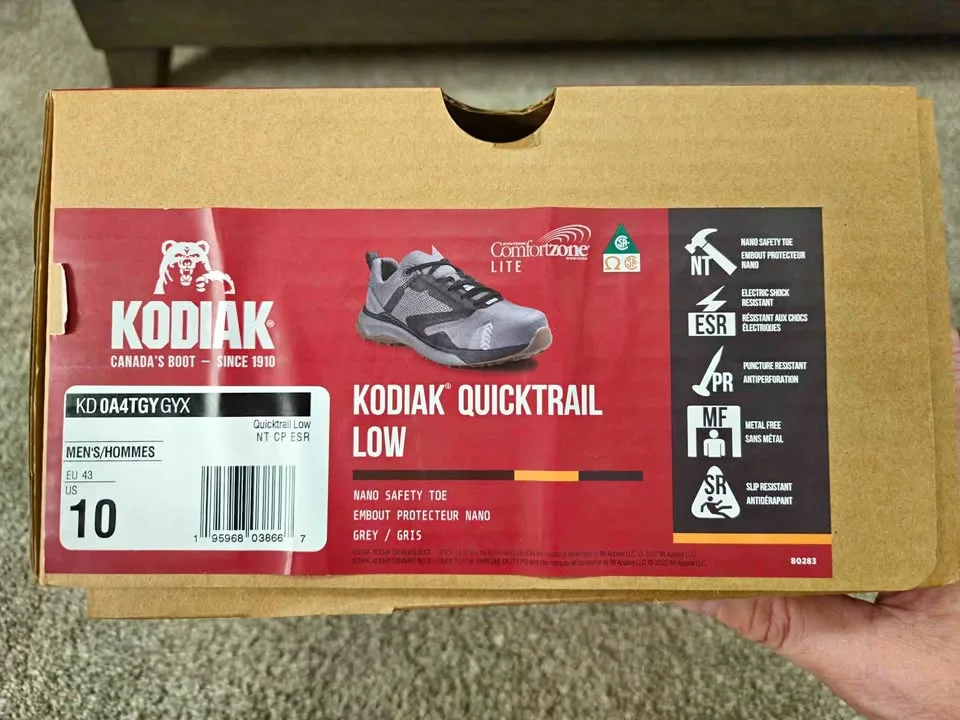 KODIAK®
CANADA'S BOOT — SINCE 1910
KD 0A4TGY GYX
Quicktrail Low
NT CP ESR
MEN'S/HOMMES
EU 43
US
10
1 95968 03866 7
Comfortzone
LITE
CSA
KODIAK® QUICKTRAIL
LOW
NANO SAFETY TOE
EMBOUT PROTECTEUR NANO
GREY / GRIS
NT
NANO SAFETY TOE
EMBOUT PROTECTEUR
NANO
ESR
ELECTRIC SHOCK
RESISTANT
RÉSISTANT AUX CHOCS
ÉLECTRIQUES
PR
PUNCTURE RESISTANT
ANTIPERFORATION
MF
METAL FREE
SANS MÉTAL
SR
SLIP RESISTANT
ANTIDÉRAPANT
80283